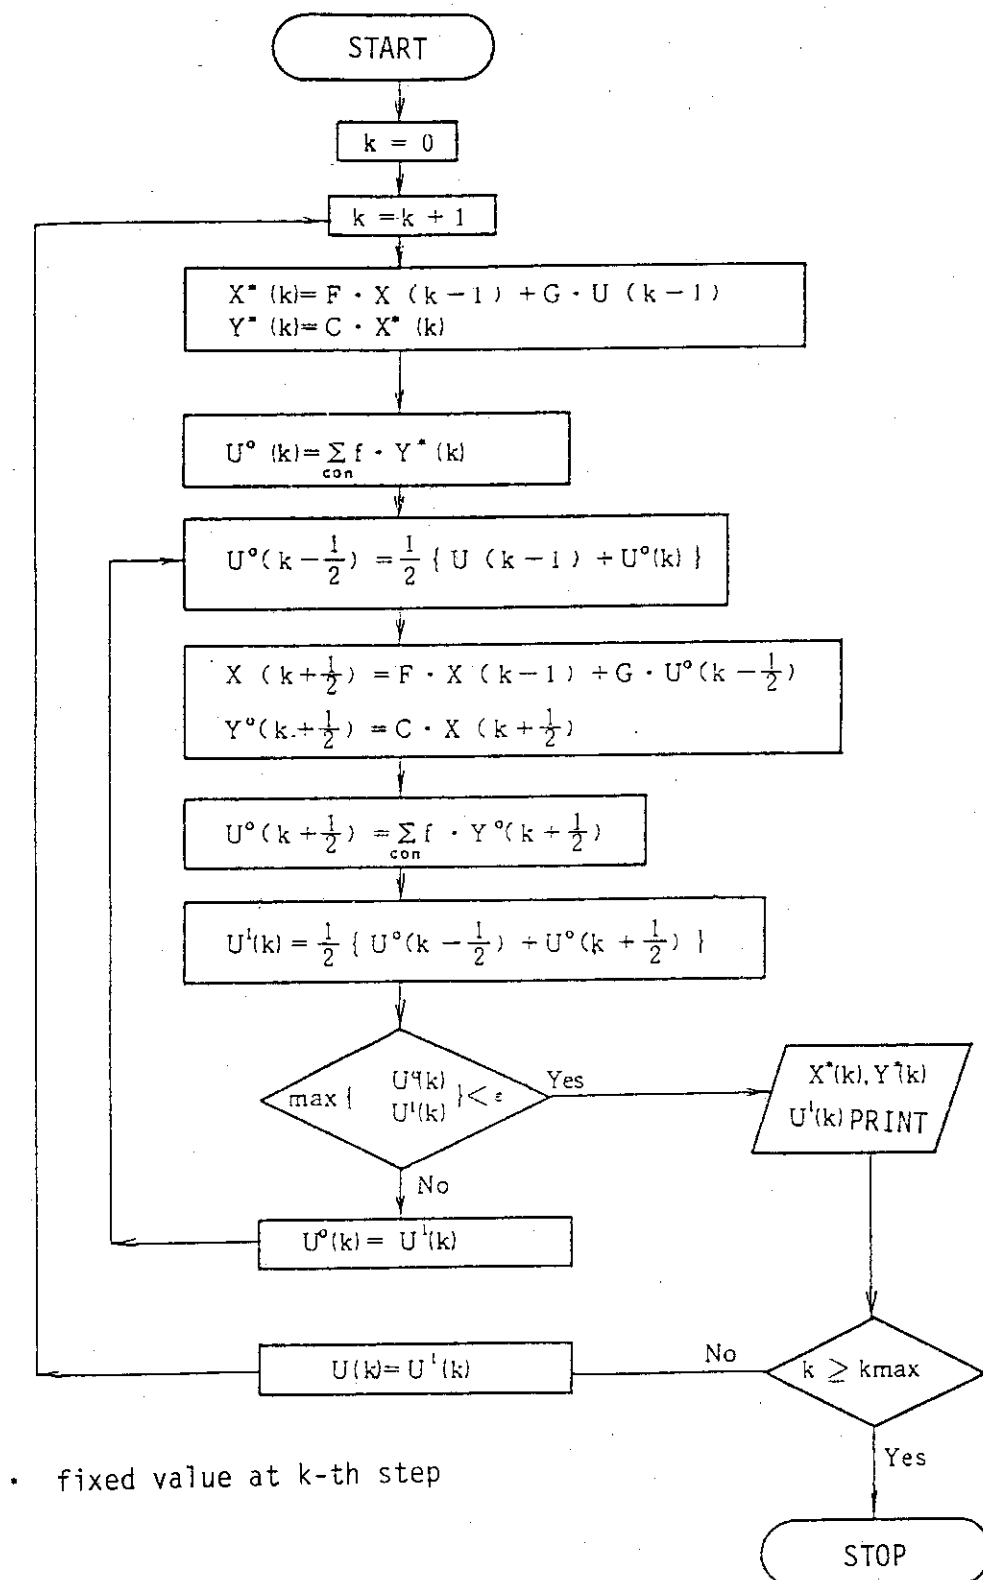 START
k = 0
k = k + 1
X* (k) = F · X (k − 1) + G · U (k − 1)
Y* (k) = C · X* (k)
U° (k) = Σ f · Y* (k)
con
U°(k − 1/2) = 1/2 { U (k − 1) + U°(k) }
X (k + 1/2) = F · X (k − 1) + G · U°(k − 1/2)
Y°(k + 1/2) = C · X (k + 1/2)
U°(k + 1/2) = Σ f · Y°(k + 1/2)
con
U¹(k) = 1/2 { U°(k − 1/2) + U°(k + 1/2) }
max { U°(k) U¹(k) } < ε
Yes
X*(k), Y*(k)
U¹(k) PRINT
No
U°(k) = U¹(k)
U(k) = U¹(k)
No
k ≥ kmax
Yes
* fixed value at k-th step
STOP